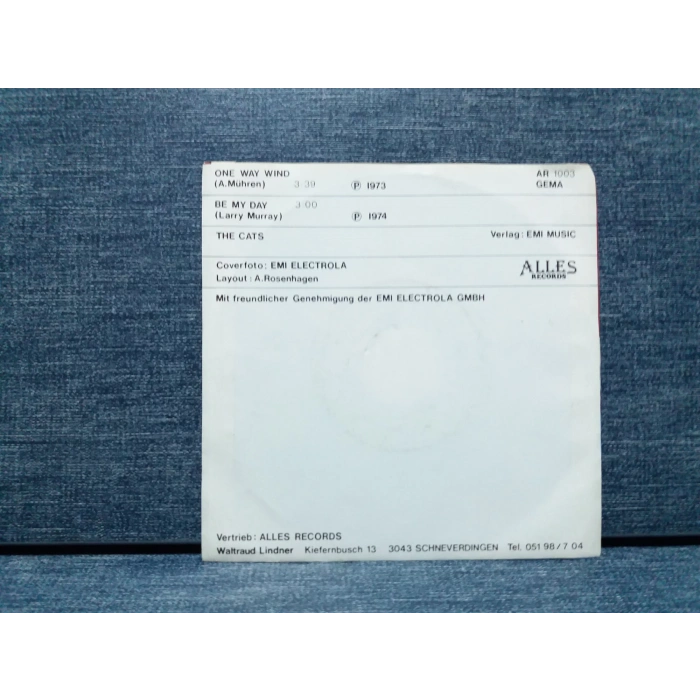 ONE WAY WIND AR 1003
(A.Mühren) 3 39 Ⓟ 1973 GEMA
BE MY DAY 3 00
(Larry Murray) Ⓟ 1974
THE CATS Verlag: EMI MUSIC
Coverfoto: EMI ELECTROLA ALLES
Layout: A.Rosenhagen RECORDS
Mit freundlicher Genehmigung der EMI ELECTROLA GMBH
Vertrieb: ALLES RECORDS
Waltraud Lindner Kiefernbusch 13 3043 SCHNEVERDINGEN Tel. 051 98/7 04